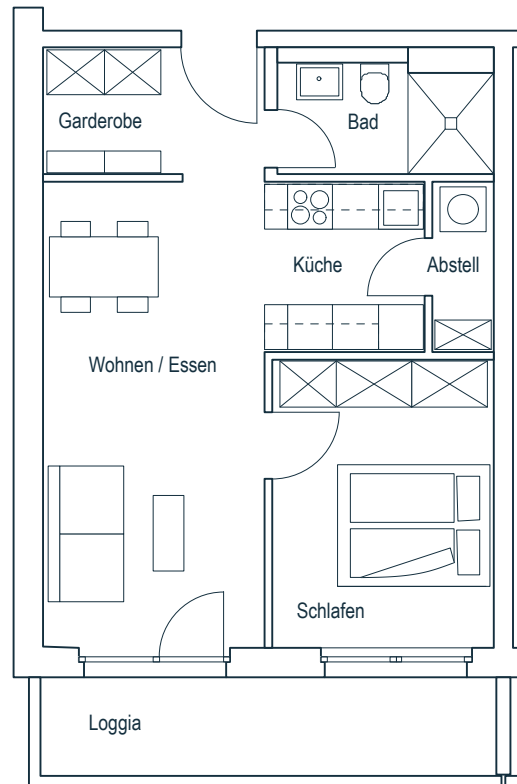 Garderobe
Bad
Küche
Abstell
Wohnen / Essen
Schlafen
Loggia